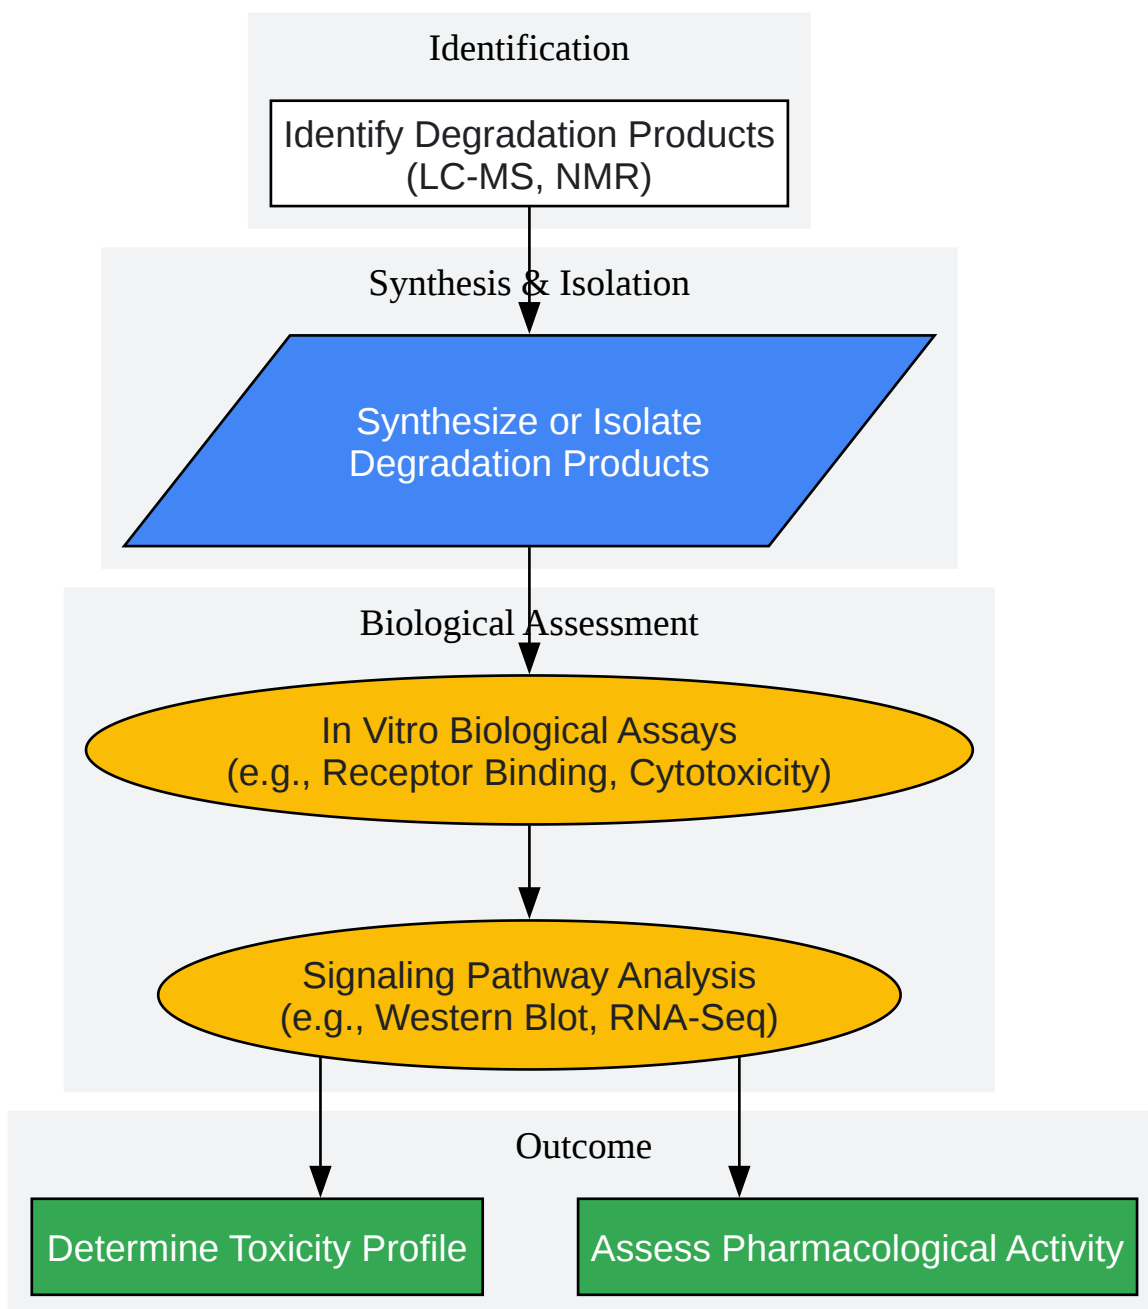 Identification
Identify Degradation Products
(LC-MS, NMR)
Synthesis & Isolation
Synthesize or Isolate
Degradation Products
Biological Assessment
In Vitro Biological Assays
(e.g., Receptor Binding, Cytotoxicity)
Signaling Pathway Analysis
(e.g., Western Blot, RNA-Seq)
Outcome
Determine Toxicity Profile
Assess Pharmacological Activity